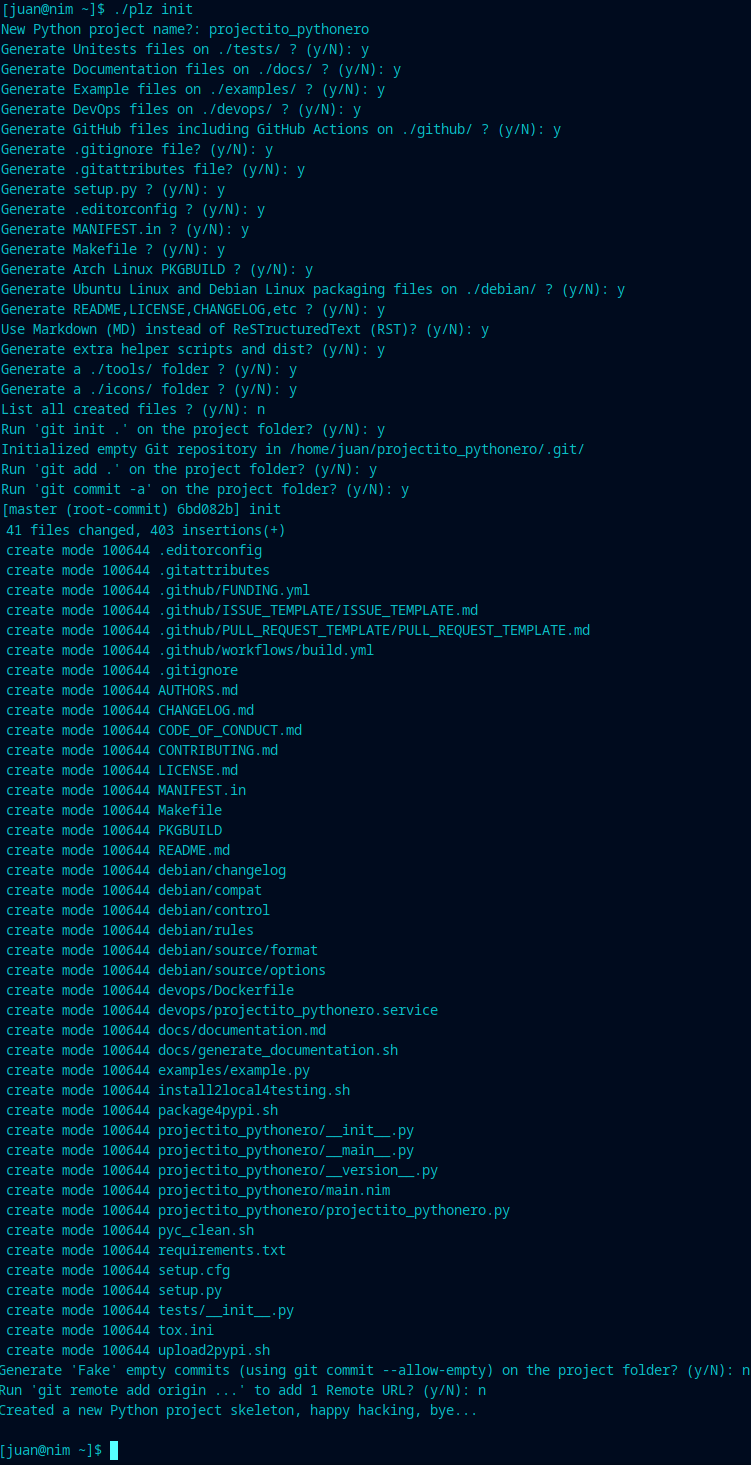 [juan@nim ~]$ ./plz init
New Python project name?: projectito_pythonero
Generate Unitests files on ./tests/ ? (y/N): y
Generate Documentation files on ./docs/ ? (y/N): y
Generate Example files on ./examples/ ? (y/N): y
Generate DevOps files on ./devops/ ? (y/N): y
Generate GitHub files including GitHub Actions on ./github/ ? (y/N): y
Generate .gitignore file? (y/N): y
Generate .gitattributes file? (y/N): y
Generate setup.py ? (y/N): y
Generate .editorconfig ? (y/N): y
Generate MANIFEST.in ? (y/N): y
Generate Makefile ? (y/N): y
Generate Arch Linux PKGBUILD ? (y/N): y
Generate Ubuntu Linux and Debian Linux packaging files on ./debian/ ? (y/N): y
Generate README,LICENSE,CHANGELOG,etc ? (y/N): y
Use Markdown (MD) instead of ReSTructuredText (RST)? (y/N): y
Generate extra helper scripts and dist? (y/N): y
Generate a ./tools/ folder ? (y/N): y
Generate a ./icons/ folder ? (y/N): y
List all created files ? (y/N): n
Run 'git init .' on the project folder? (y/N): y
Initialized empty Git repository in /home/juan/projectito_pythonero/.git/
Run 'git add .' on the project folder? (y/N): y
Run 'git commit -a' on the project folder? (y/N): y
[master (root-commit) 6bd082b] init
41 files changed, 403 insertions(+)
create mode 100644 .editorconfig
create mode 100644 .gitattributes
create mode 100644 .github/FUNDING.yml
create mode 100644 .github/ISSUE_TEMPLATE/ISSUE_TEMPLATE.md
create mode 100644 .github/PULL_REQUEST_TEMPLATE/PULL_REQUEST_TEMPLATE.md
create mode 100644 .github/workflows/build.yml
create mode 100644 .gitignore
create mode 100644 AUTHORS.md
create mode 100644 CHANGELOG.md
create mode 100644 CODE_OF_CONDUCT.md
create mode 100644 CONTRIBUTING.md
create mode 100644 LICENSE.md
create mode 100644 MANIFEST.in
create mode 100644 Makefile
create mode 100644 PKGBUILD
create mode 100644 README.md
create mode 100644 debian/changelog
create mode 100644 debian/compat
create mode 100644 debian/control
create mode 100644 debian/rules
create mode 100644 debian/source/format
create mode 100644 debian/source/options
create mode 100644 devops/Dockerfile
create mode 100644 devops/projectito_pythonero.service
create mode 100644 docs/documentation.md
create mode 100644 docs/generate_documentation.sh
create mode 100644 examples/example.py
create mode 100644 install2local4testing.sh
create mode 100644 package4pypi.sh
create mode 100644 projectito_pythonero/__init__.py
create mode 100644 projectito_pythonero/__main__.py
create mode 100644 projectito_pythonero/__version__.py
create mode 100644 projectito_pythonero/main.nim
create mode 100644 projectito_pythonero/projectito_pythonero.py
create mode 100644 pyc_clean.sh
create mode 100644 requirements.txt
create mode 100644 setup.cfg
create mode 100644 setup.py
create mode 100644 tests/__init__.py
create mode 100644 tox.ini
create mode 100644 upload2pypi.sh
Generate 'Fake' empty commits (using git commit --allow-empty) on the project folder? (y/N): n
Run 'git remote add origin ...' to add 1 Remote URL? (y/N): n
Created a new Python project skeleton, happy hacking, bye...
[juan@nim ~]$